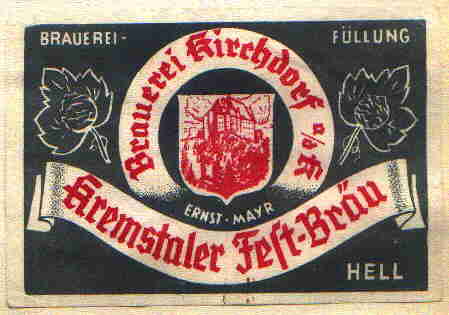 BRAUEREI- FÜLLUNG
Brauerei Kirchdorf a/K
ERNST·MAYR
Kremstaler Fest-Bräu
HELL